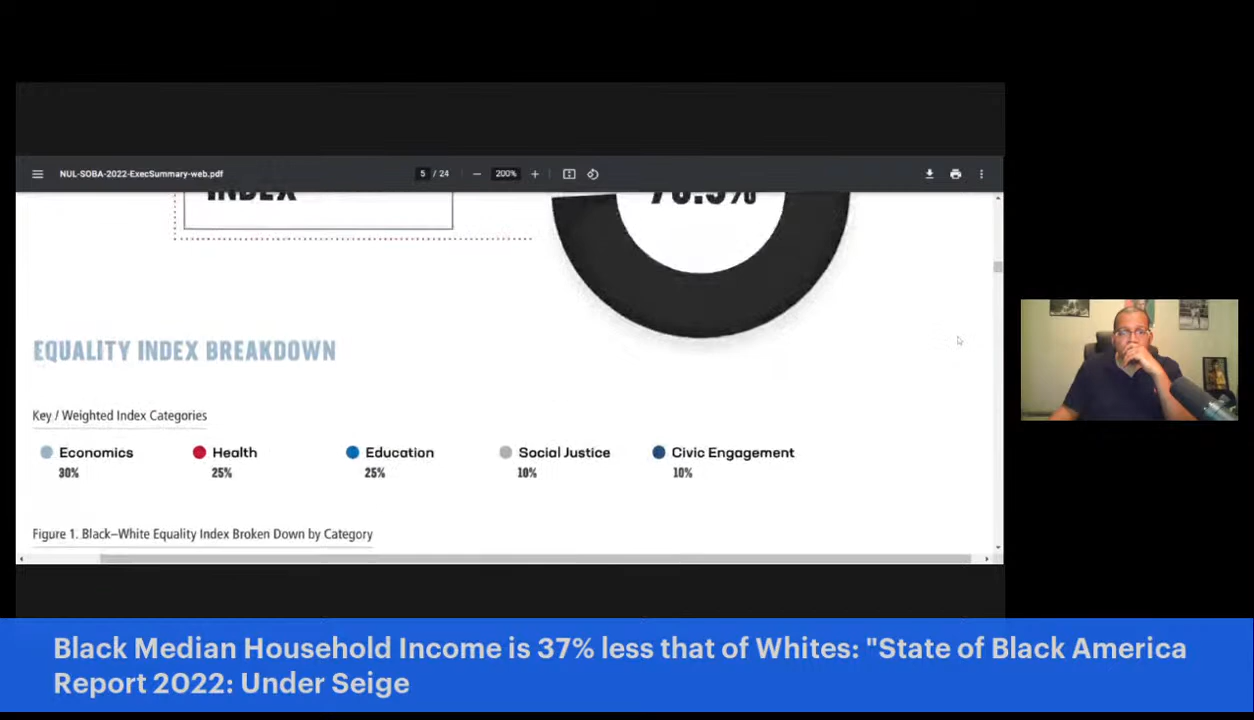 NUL-SOBA-2022-ExecSummary-web.pdf
5 / 24
200%
INDEX
EQUALITY INDEX BREAKDOWN
Key / Weighted Index Categories
Economics Health Education Social Justice Civic Engagement
30% 25% 25% 10% 10%
Figure 1. Black–White Equality Index Broken Down by Category
Black Median Household Income is 37% less that of Whites: "State of Black America
Report 2022: Under Seige